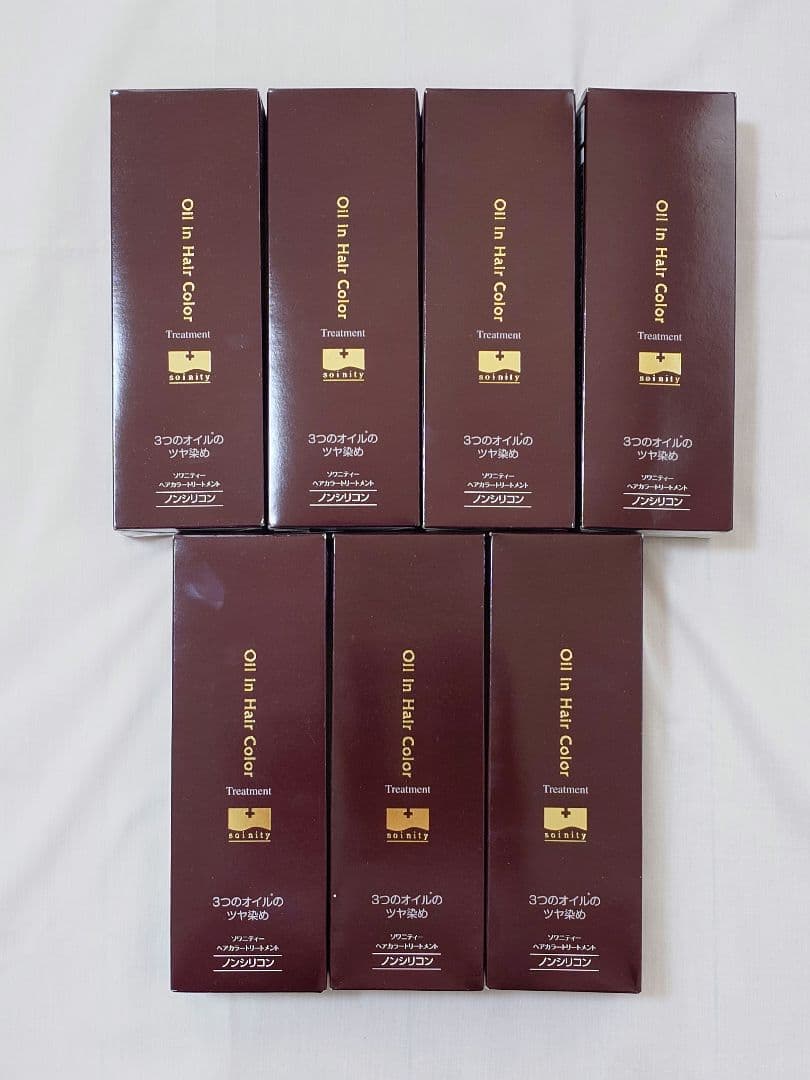 Oil in Hair Color
Treatment
soinity
3つのオイル*の
ツヤ染め
ソワニティー
ヘアカラートリートメント
ノンシリコン
Oil in Hair Color
Treatment
soinity
3つのオイル*の
ツヤ染め
ソワニティー
ヘアカラートリートメント
ノンシリコン
Oil in Hair Color
Treatment
soinity
3つのオイル*の
ツヤ染め
ソワニティー
ヘアカラートリートメント
ノンシリコン
Oil in Hair Color
Treatment
soinity
3つのオイル*の
ツヤ染め
ソワニティー
ヘアカラートリートメント
ノンシリコン
Oil in Hair Color
Treatment
soinity
3つのオイル*の
ツヤ染め
ソワニティー
ヘアカラートリートメント
ノンシリコン
Oil in Hair Color
Treatment
soinity
3つのオイル*の
ツヤ染め
ソワニティー
ヘアカラートリートメント
ノンシリコン
Oil in Hair Color
Treatment
soinity
3つのオイル*の
ツヤ染め
ソワニティー
ヘアカラートリートメント
ノンシリコン